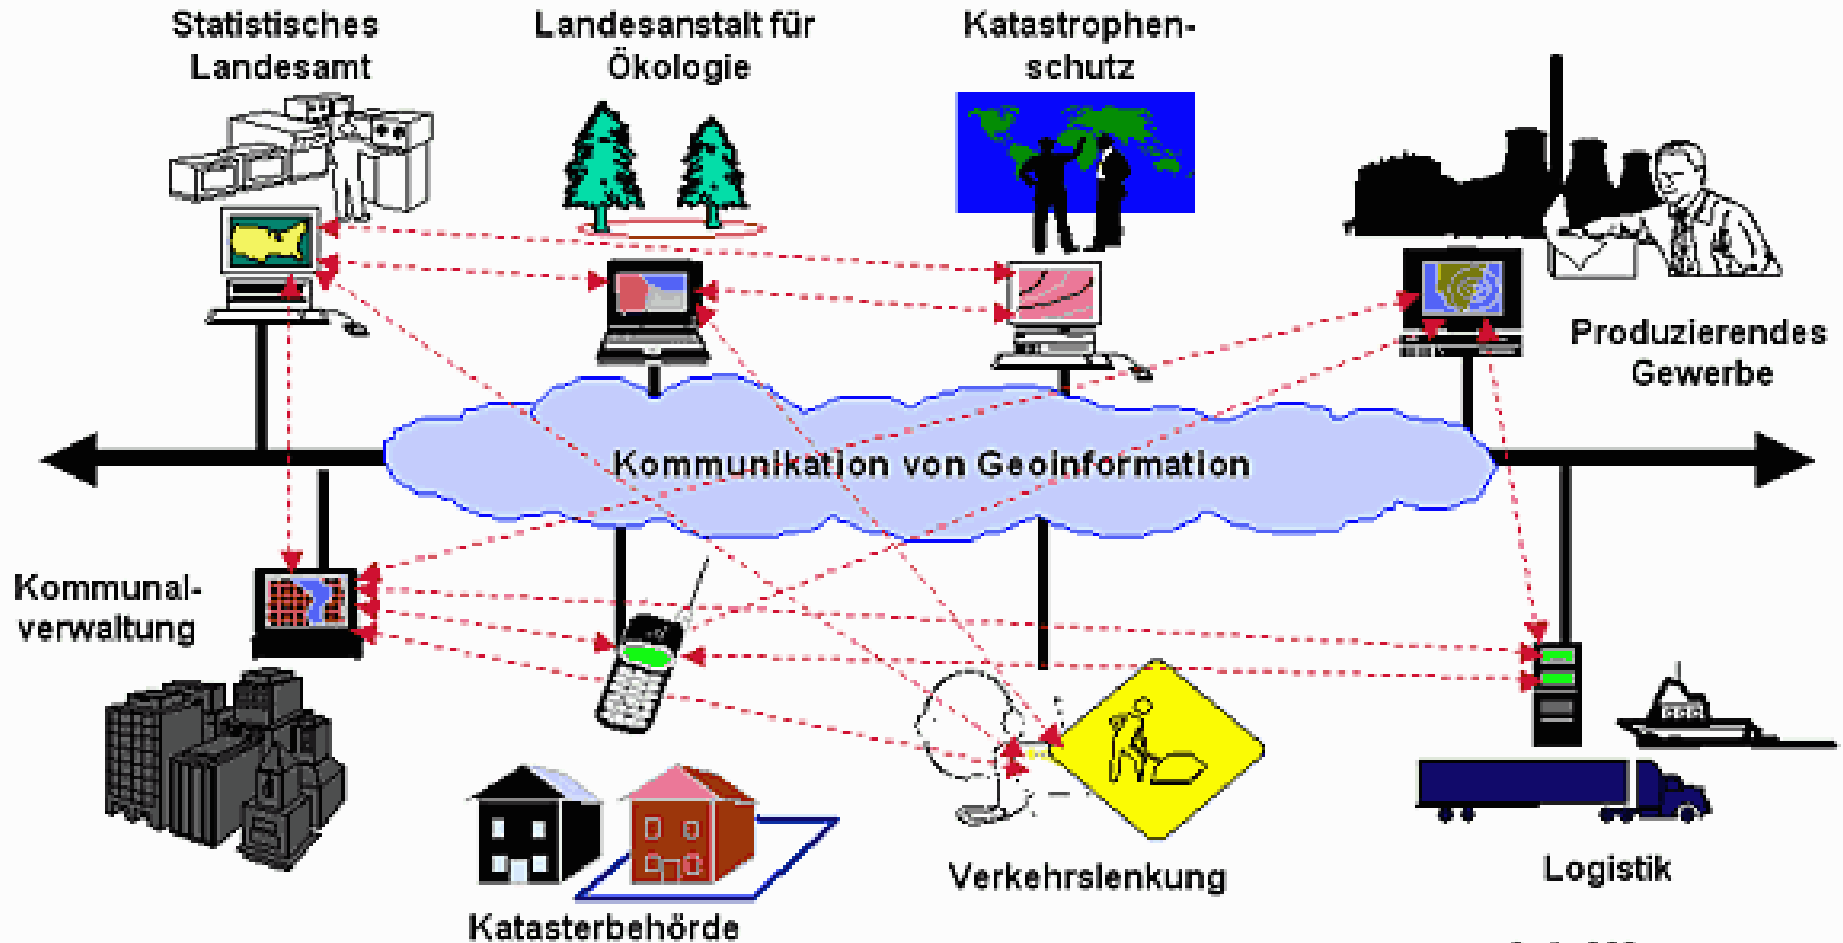 Statistisches
Landesamt
Landesanstalt für
Ökologie
Katastrophen-
schutz
Produzierendes
Gewerbe
Kommunikation von Geoinformation
Kommunal-
verwaltung
Katasterbehörde
Verkehrslenkung
Logistik